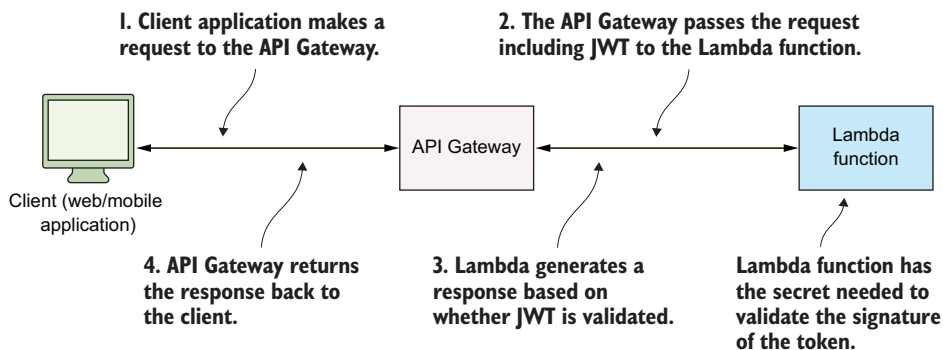 1. Client application makes a
request to the API Gateway.
2. The API Gateway passes the request
including JWT to the Lambda function.
API Gateway
Lambda
function
Client (web/mobile
application)
4. API Gateway returns
the response back to
the client.
3. Lambda generates a
response based on
whether JWT is validated.
Lambda function has
the secret needed to
validate the signature
of the token.